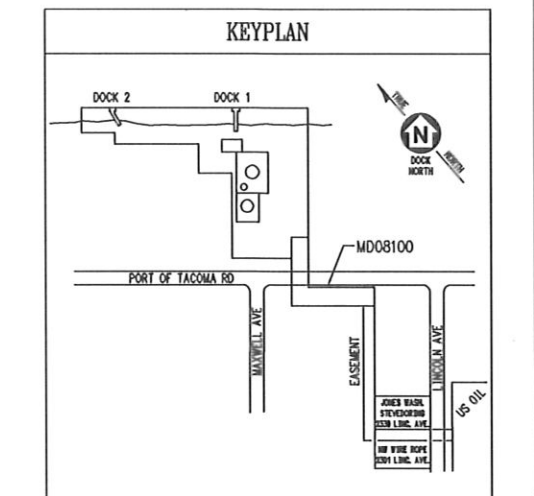 KEYPLAN
DOCK 2
DOCK 1
TRUE
N
DOCK
NORTH
NORTH
MD08100
PORT OF TACOMA RD
MAXWELL AVE
EASEMENT
LINCOLN AVE
US OIL
JONES WASH.
STEVEDORING
LINC. AVE.
NW WIRE ROPE
LINC. AVE.